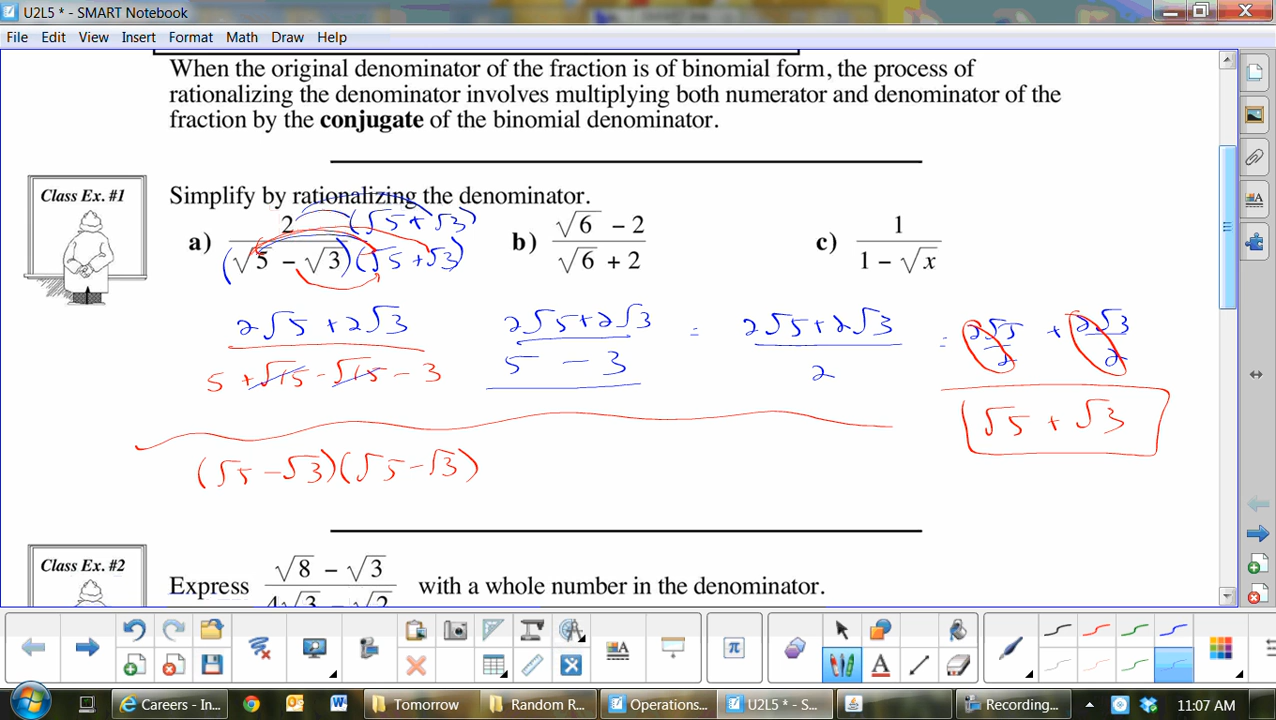 U2L5 * - SMART Notebook
File Edit View Insert Format Math Draw Help
When the original denominator of the fraction is of binomial form, the process of
rationalizing the denominator involves multiplying both numerator and denominator of the
fraction by the conjugate of the binomial denominator.
Class Ex. #1
Simplify by rationalizing the denominator.
a) 2 (√5 + √3)
(√5 − √3)(√5 + √3)
b) √6 − 2
√6 + 2
c) 1
1 − √x
2√5 + 2√3
5 + √15 − √15 − 3
2√5 + 2√3
5 − 3
= 2√5 + 2√3
2
= 2√5 + 2√3
2 2
√5 + √3
(√5 − √3)(√5 − √3)
Class Ex. #2
Express √8 − √3 with a whole number in the denominator.
4√3 − √2
Careers - In...
Tomorrow
Random R...
Operations...
U2L5 * - S...
Recording...
11:07 AM